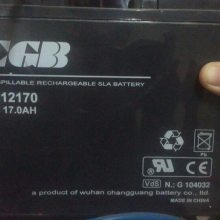 CGB
SPILLABLE RECHARGEABLE SLA BATTERY
12170
17.0AH
Pb
VdS N.: G 104032
MADE IN CHINA
a product of wuhan changguang battery co., ltd.